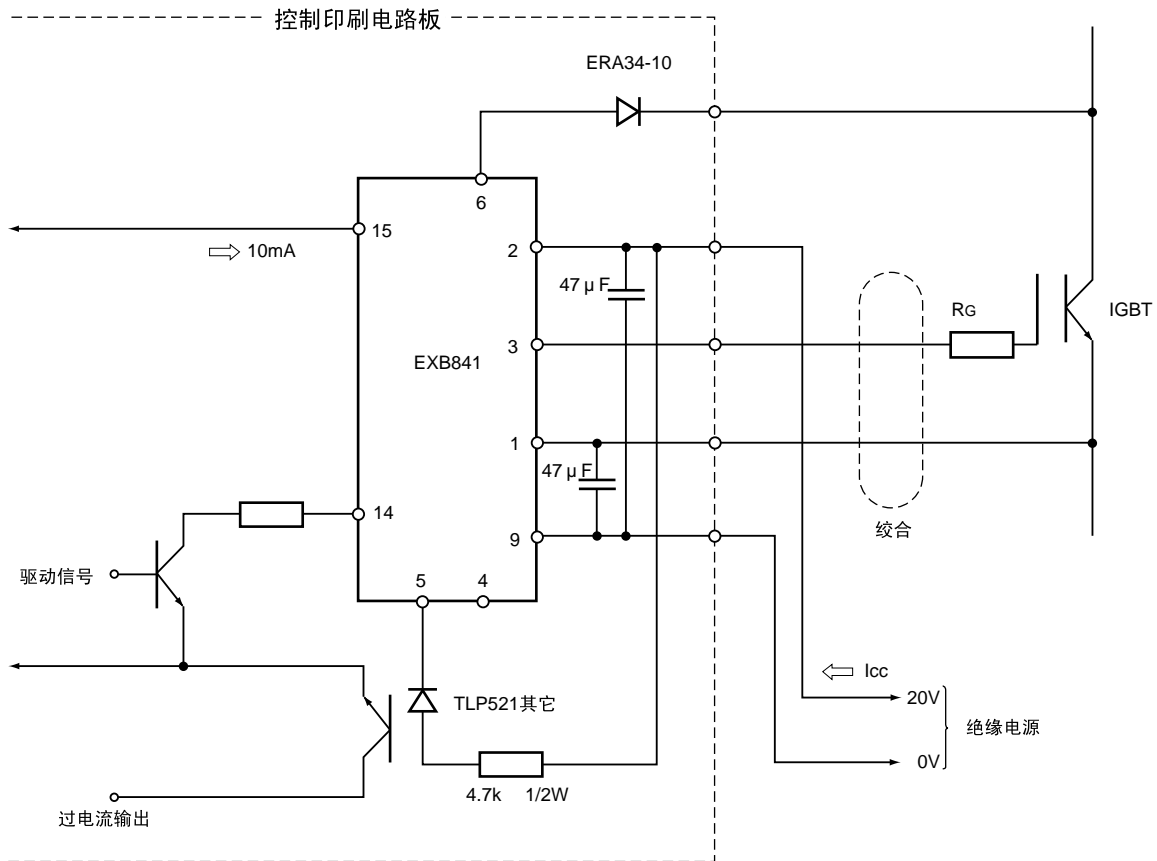 控制印刷电路板
ERA34-10
6
15
10mA
2
47μF
RG
IGBT
3
EXB841
1
47μF
14
绞合
9
驱动信号
5
4
Icc
TLP521其它
20V
绝缘电源
0V
4.7k 1/2W
过电流输出